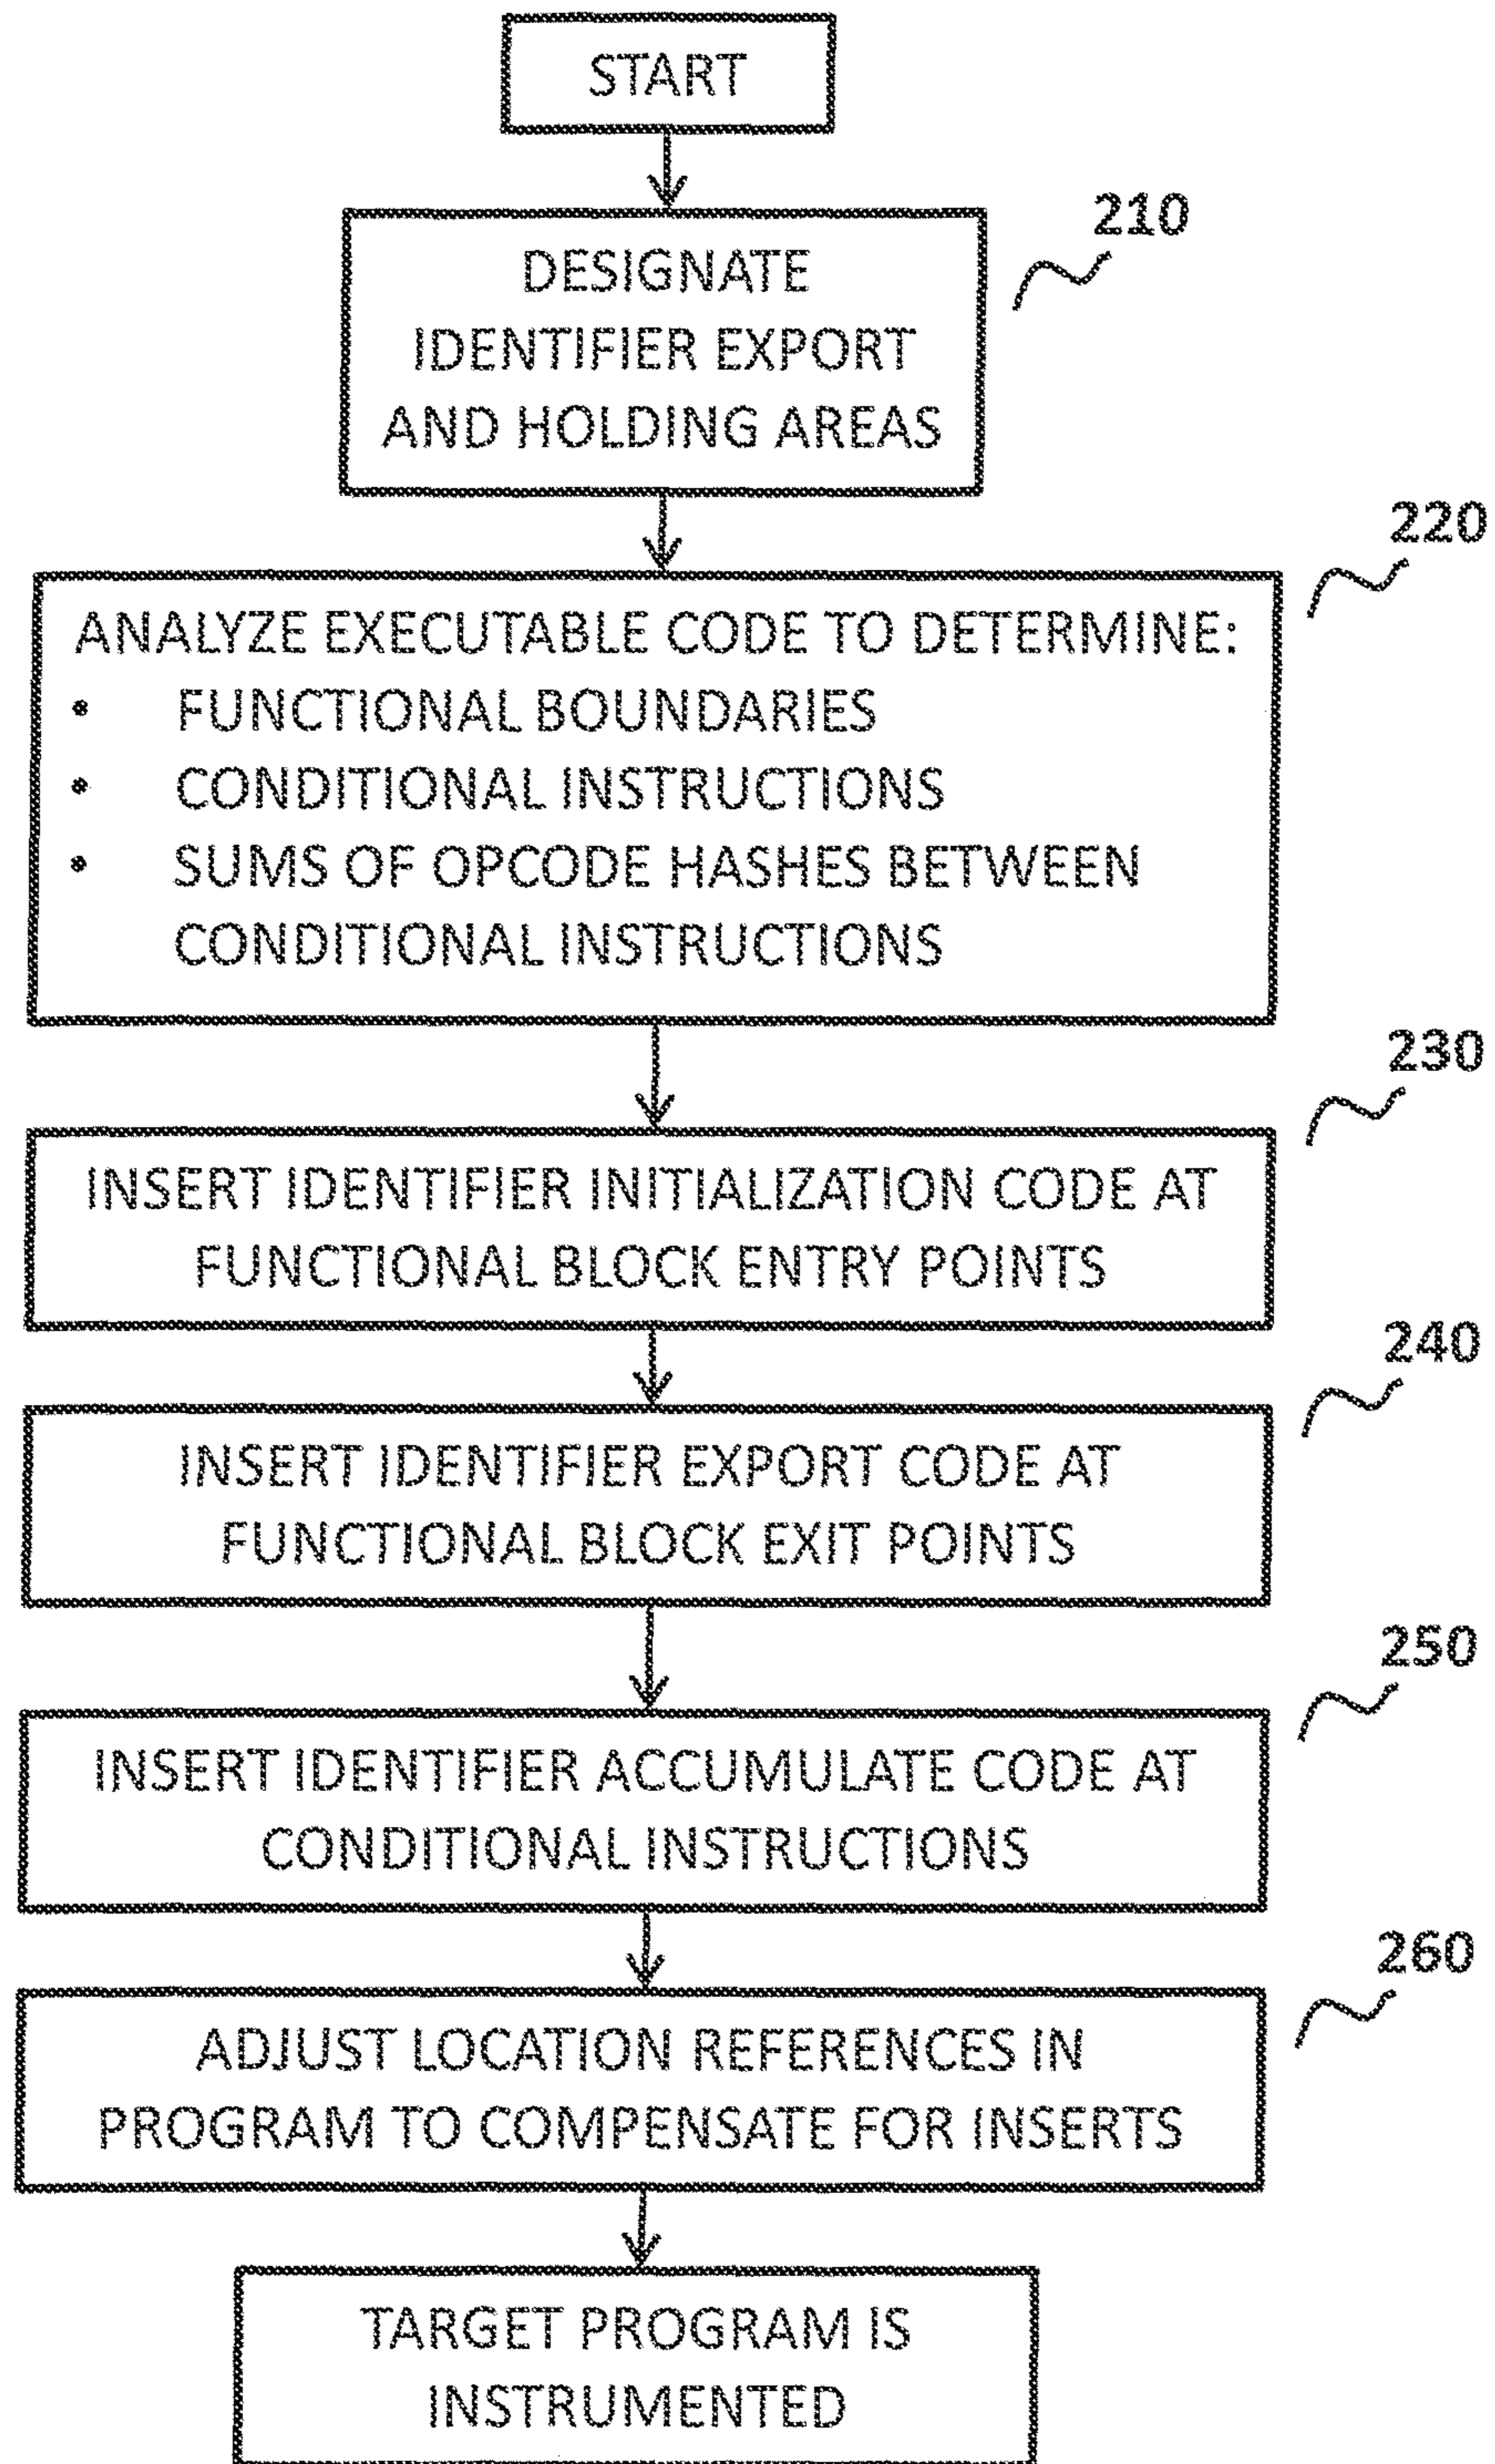 START
210
DESIGNATE
IDENTIFIER EXPORT
AND HOLDING AREAS
220
ANALYZE EXECUTABLE CODE TO DETERMINE:
• FUNCTIONAL BOUNDARIES
• CONDITIONAL INSTRUCTIONS
• SUMS OF OPCODE HASHES BETWEEN
CONDITIONAL INSTRUCTIONS
230
INSERT IDENTIFIER INITIALIZATION CODE AT
FUNCTIONAL BLOCK ENTRY POINTS
240
INSERT IDENTIFIER EXPORT CODE AT
FUNCTIONAL BLOCK EXIT POINTS
250
INSERT IDENTIFIER ACCUMULATE CODE AT
CONDITIONAL INSTRUCTIONS
260
ADJUST LOCATION REFERENCES IN
PROGRAM TO COMPENSATE FOR INSERTS
TARGET PROGRAM IS
INSTRUMENTED